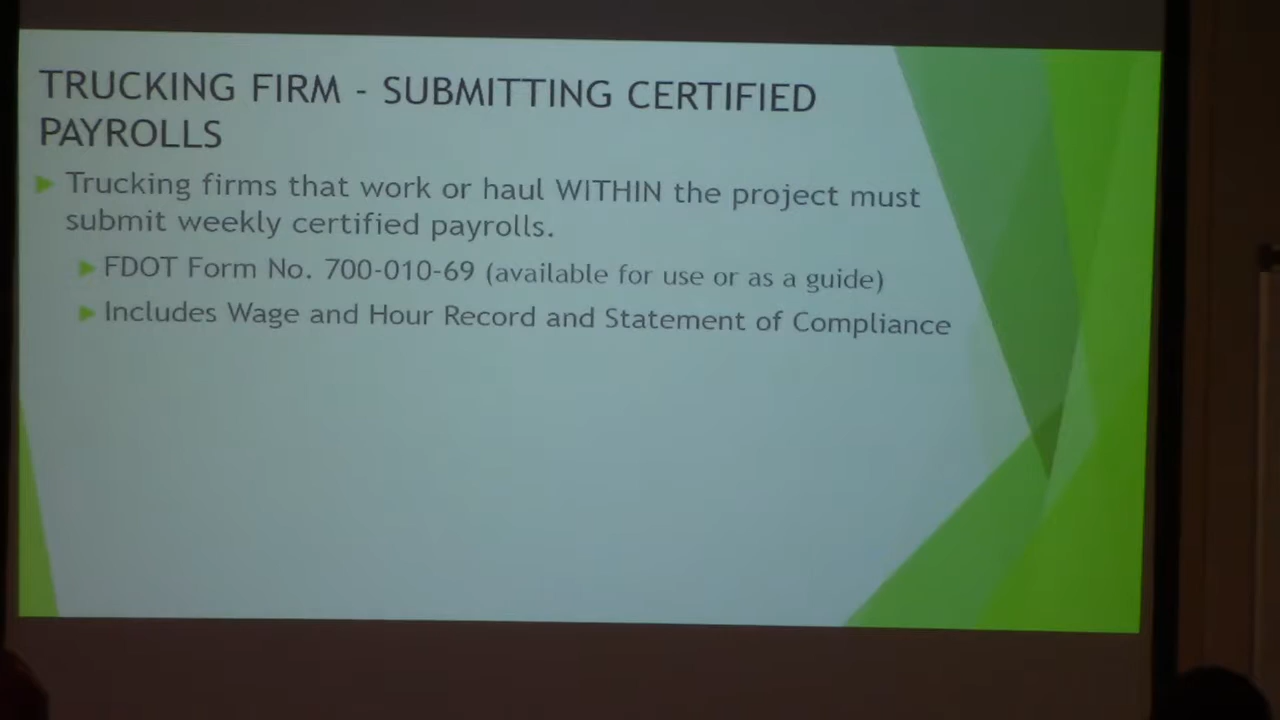 TRUCKING FIRM - SUBMITTING CERTIFIED
PAYROLLS
Trucking firms that work or haul WITHIN the project must
submit weekly certified payrolls.
FDOT Form No. 700-010-69 (available for use or as a guide)
Includes Wage and Hour Record and Statement of Compliance